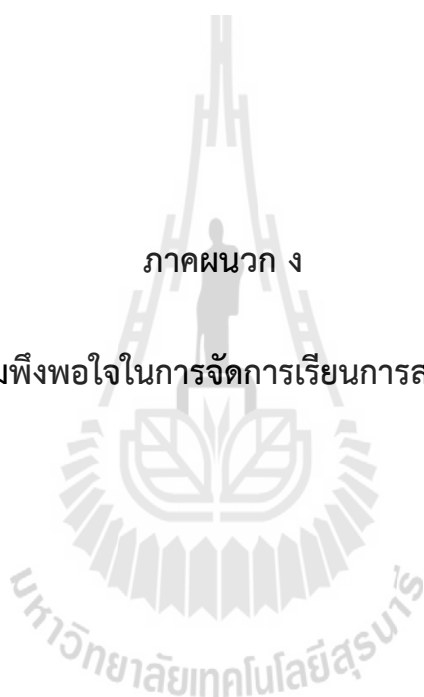 ภาคผนวก ง
พึงพอใจในการจัดการเรียนการ
มหาวิทยาลัยเทคโนโลยีสุรนารี